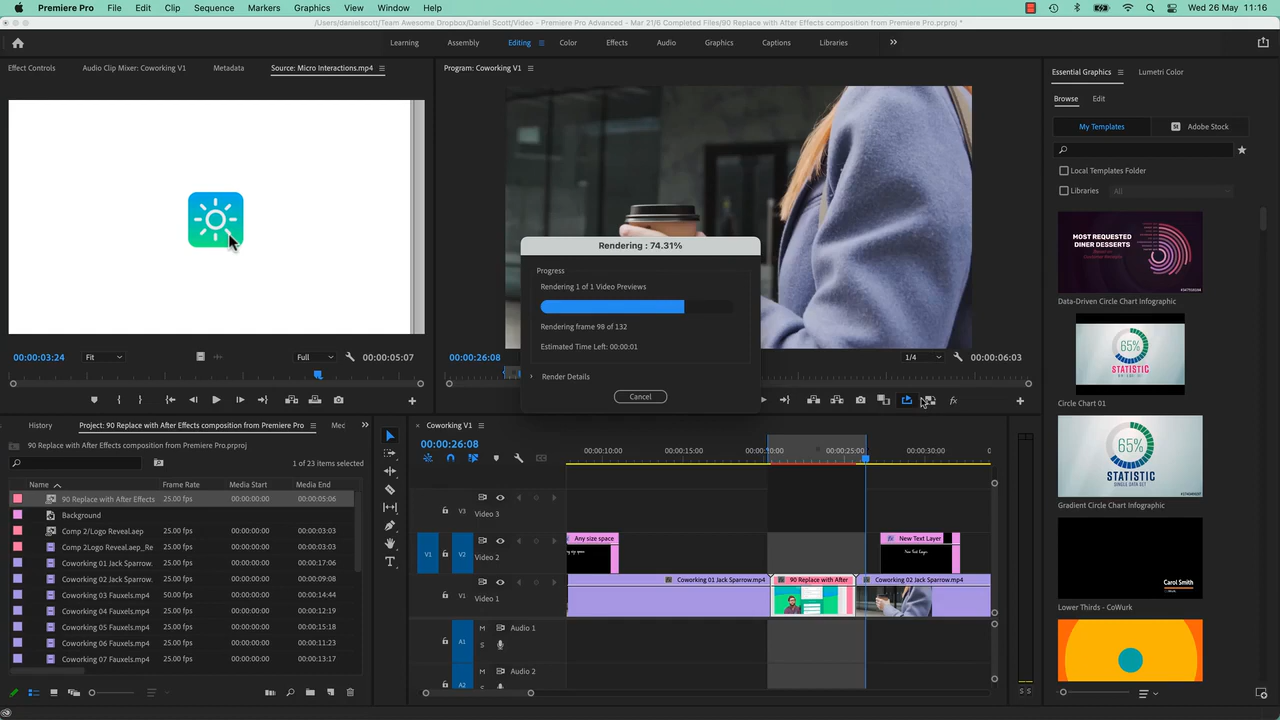 Premiere Pro File Edit Clip Sequence Markers Graphics View Window Help Wed 26 May 11:16
/Users/danielscott/Team Awesome Dropbox/Daniel Scott/Video - Premiere Pro Advanced - Mar 21/6 Completed Files/90 Replace with After Effects composition from Premiere Pro.prproj *
Learning Assembly Editing Color Effects Audio Graphics Captions Libraries
Effect Controls Audio Clip Mixer: Coworking V1 Metadata Source: Micro Interactions.mp4
Program: Coworking V1
Essential Graphics Lumetri Color
Browse Edit
My Templates St Adobe Stock
Local Templates Folder
Libraries All
MOST REQUESTED
DINER DESSERTS
Data-Driven Circle Chart Infographic
65%
STATISTIC
Circle Chart 01
65%
STATISTIC
SINGLE DATA SET
Gradient Circle Chart Infographic
Carol Smith
Lower Thirds - CoWurk
Rendering : 74.31%
Progress
Rendering 1 of 1 Video Previews
Rendering frame 98 of 132
Estimated Time Left: 00:00:01
Render Details
Cancel
00:00:03:24 Fit Full 00:00:05:07
00:00:26:08 1/4 00:00:06:03
fx
History Project: 90 Replace with After Effects composition from Premiere Pro Med
90 Replace with After Effects composition from Premiere Pro.prproj
1 of 23 items selected
Name Frame Rate Media Start Media End
90 Replace with After Effects 25.00 fps 00:00:00:00 00:00:05:06
Background
Comp 2/Logo Reveal.aep 25.00 fps 00:00:00:00 00:00:03:03
Comp 2Logo Reveal.aep_Re 25.00 fps 00:00:00:00 00:00:03:03
Coworking 01 Jack Sparrow. 25.00 fps 00:00:00:00 00:00:17:06
Coworking 02 Jack Sparrow. 25.00 fps 00:00:00:00 00:00:09:08
Coworking 03 Fauxels.mp4 50.00 fps 00:00:00:00 00:00:14:44
Coworking 04 Fauxels.mp4 25.00 fps 00:00:00:00 00:00:12:19
Coworking 05 Fauxels.mp4 25.00 fps 00:00:00:00 00:00:15:18
Coworking 06 Fauxels.mp4 25.00 fps 00:00:00:00 00:00:11:23
Coworking 07 Fauxels.mp4 25.00 fps 00:00:00:00 00:00:13:17
Coworking V1
00:00:26:08
00:00:10:00 00:00:15:00 00:00:20:00 00:00:25:00 00:00:30:00
V3 Video 3
V1 V2 Video 2
Any size space
New Text Layer
New Text Layer
V1 Video 1
Coworking 01 Jack Sparrow.mp4 90 Replace with After Coworking 02 Jack Sparrow.mp4
A1 Audio 1
M S
A2 Audio 2
S S